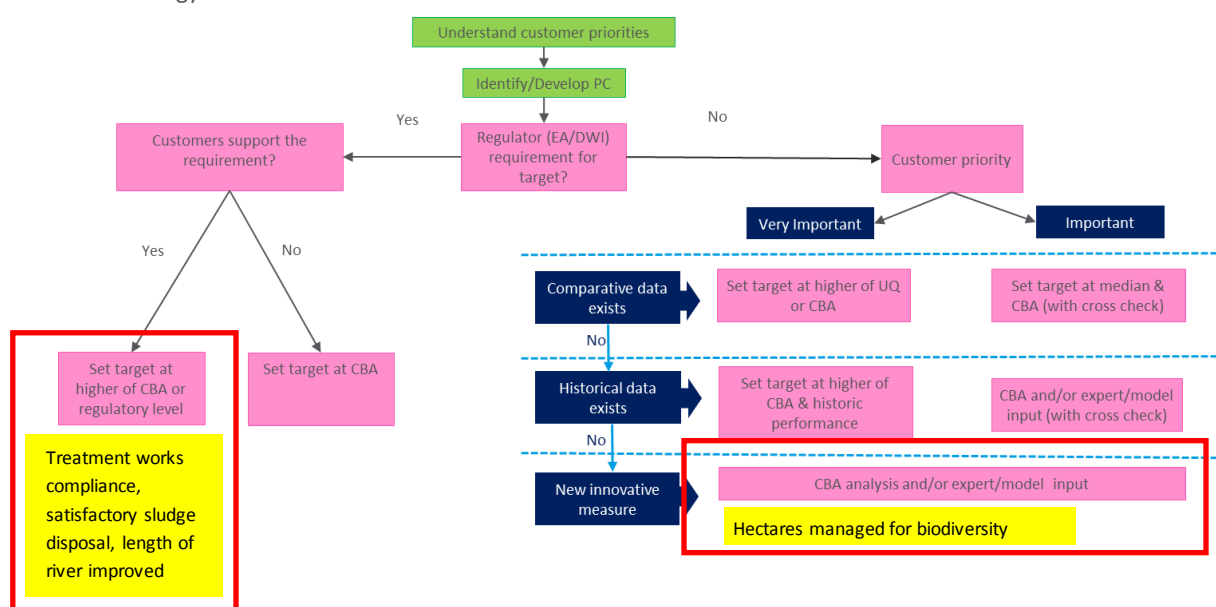 Understand customer priorities
Identify/Develop PC
Yes
No
Customers support the
requirement?
Regulator (EA/DWI)
requirement for
target?
Customer priority
Very Important
Important
Yes
No
Comparative data
exists
Set target at higher of UQ
or CBA
Set target at median &
CBA (with cross check)
No
Set target at
higher of CBA or
regulatory level
Set target at CBA
Historical data
exists
Set target at higher of
CBA & historic
performance
CBA and/or expert/model
input (with cross check)
No
Treatment works
compliance,
satisfactory sludge
disposal, length of
river improved
New innovative
measure
CBA analysis and/or expert/model input
Hectares managed for biodiversity